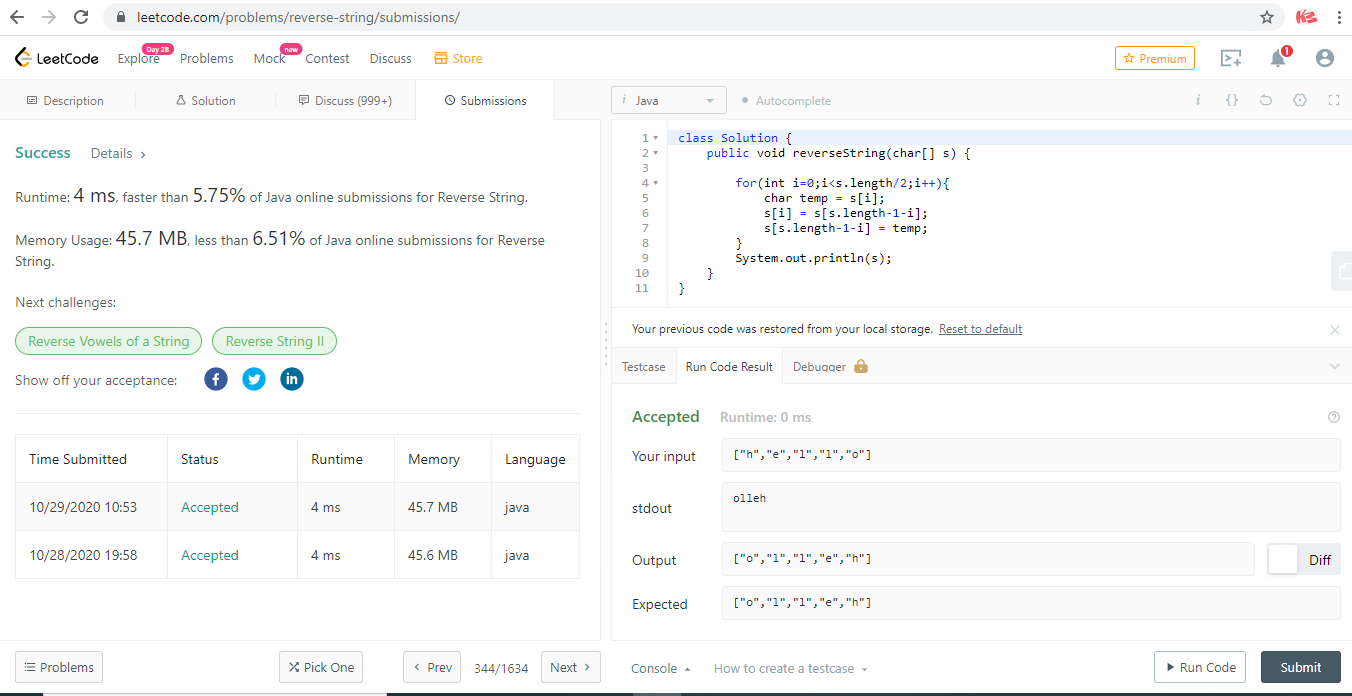 leetcode.com/problems/reverse-string/submissions/
LeetCode Explore Day 28 Problems Mock new Contest Discuss Store Premium 1
Description Solution Discuss (999+) Submissions
i Java Autocomplete i {}
Success Details >
Runtime: 4 ms, faster than 5.75% of Java online submissions for Reverse String.
Memory Usage: 45.7 MB, less than 6.51% of Java online submissions for Reverse
String.
Next challenges:
Reverse Vowels of a String Reverse String II
Show off your acceptance: f in
Time Submitted Status Runtime Memory Language
10/29/2020 10:53 Accepted 4 ms 45.7 MB java
10/28/2020 19:58 Accepted 4 ms 45.6 MB java
Problems Pick One < Prev 344/1634 Next >
1 class Solution {
2 public void reverseString(char[] s) {
3
4 for(int i=0;i<s.length/2;i++){
5 char temp = s[i];
6 s[i] = s[s.length-1-i];
7 s[s.length-1-i] = temp;
8 }
9 System.out.println(s);
10 }
11 }
Your previous code was restored from your local storage. Reset to default
Testcase Run Code Result Debugger
Accepted Runtime: 0 ms ?
Your input ["h","e","l","l","o"]
stdout olleh
Output ["o","l","l","e","h"] Diff
Expected ["o","l","l","e","h"]
Console How to create a testcase Run Code Submit